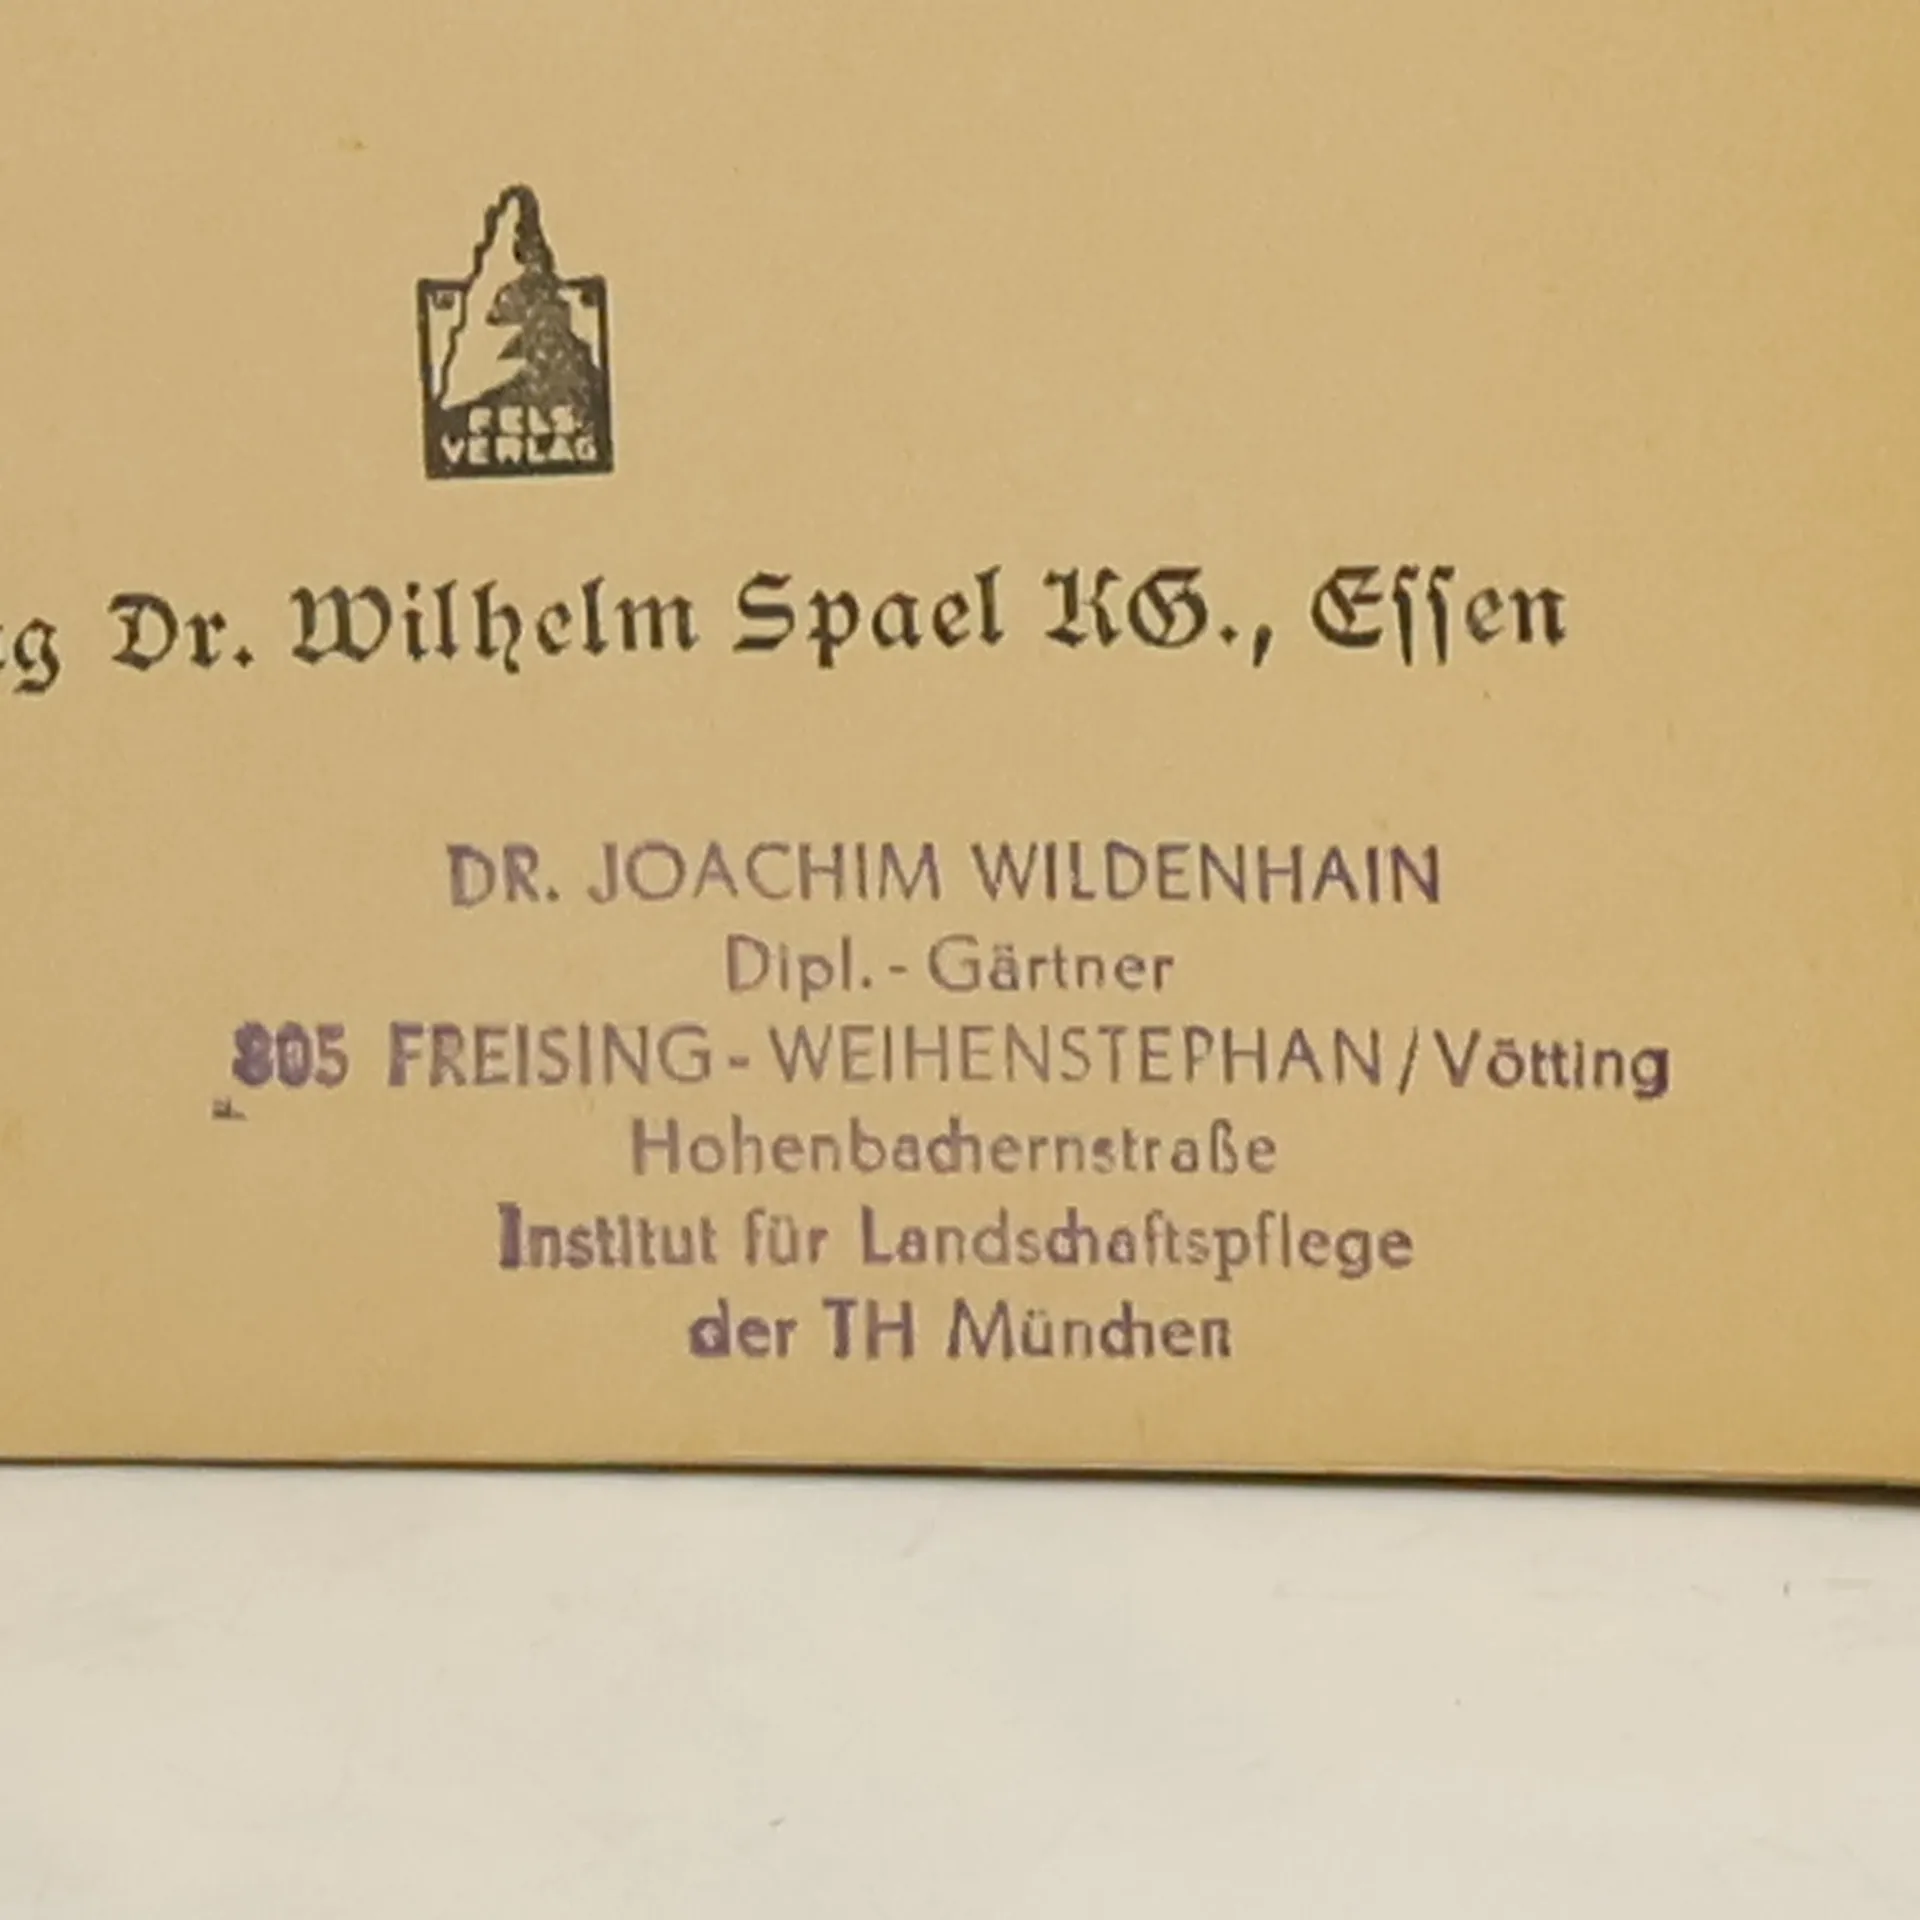 FELS-
VERLAG
Dr. Wilhelm Spael KG., Eſſen
DR. JOACHIM WILDENHAIN
Dipl.-Gärtner
805 FREISING-WEIHENSTEPHAN/Vötting
Hohenbachernstraße
Institut für Landschaftspflege
der TH München